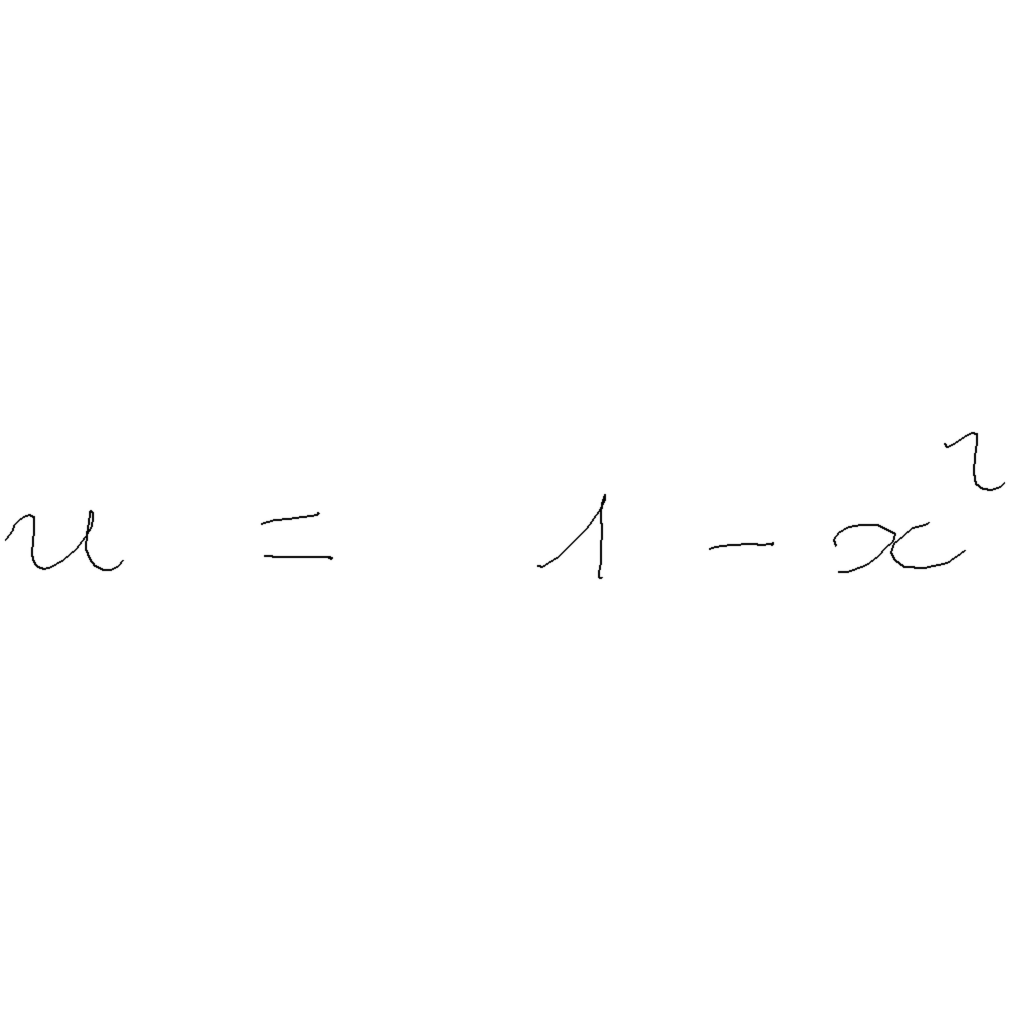 u = 1 - x²